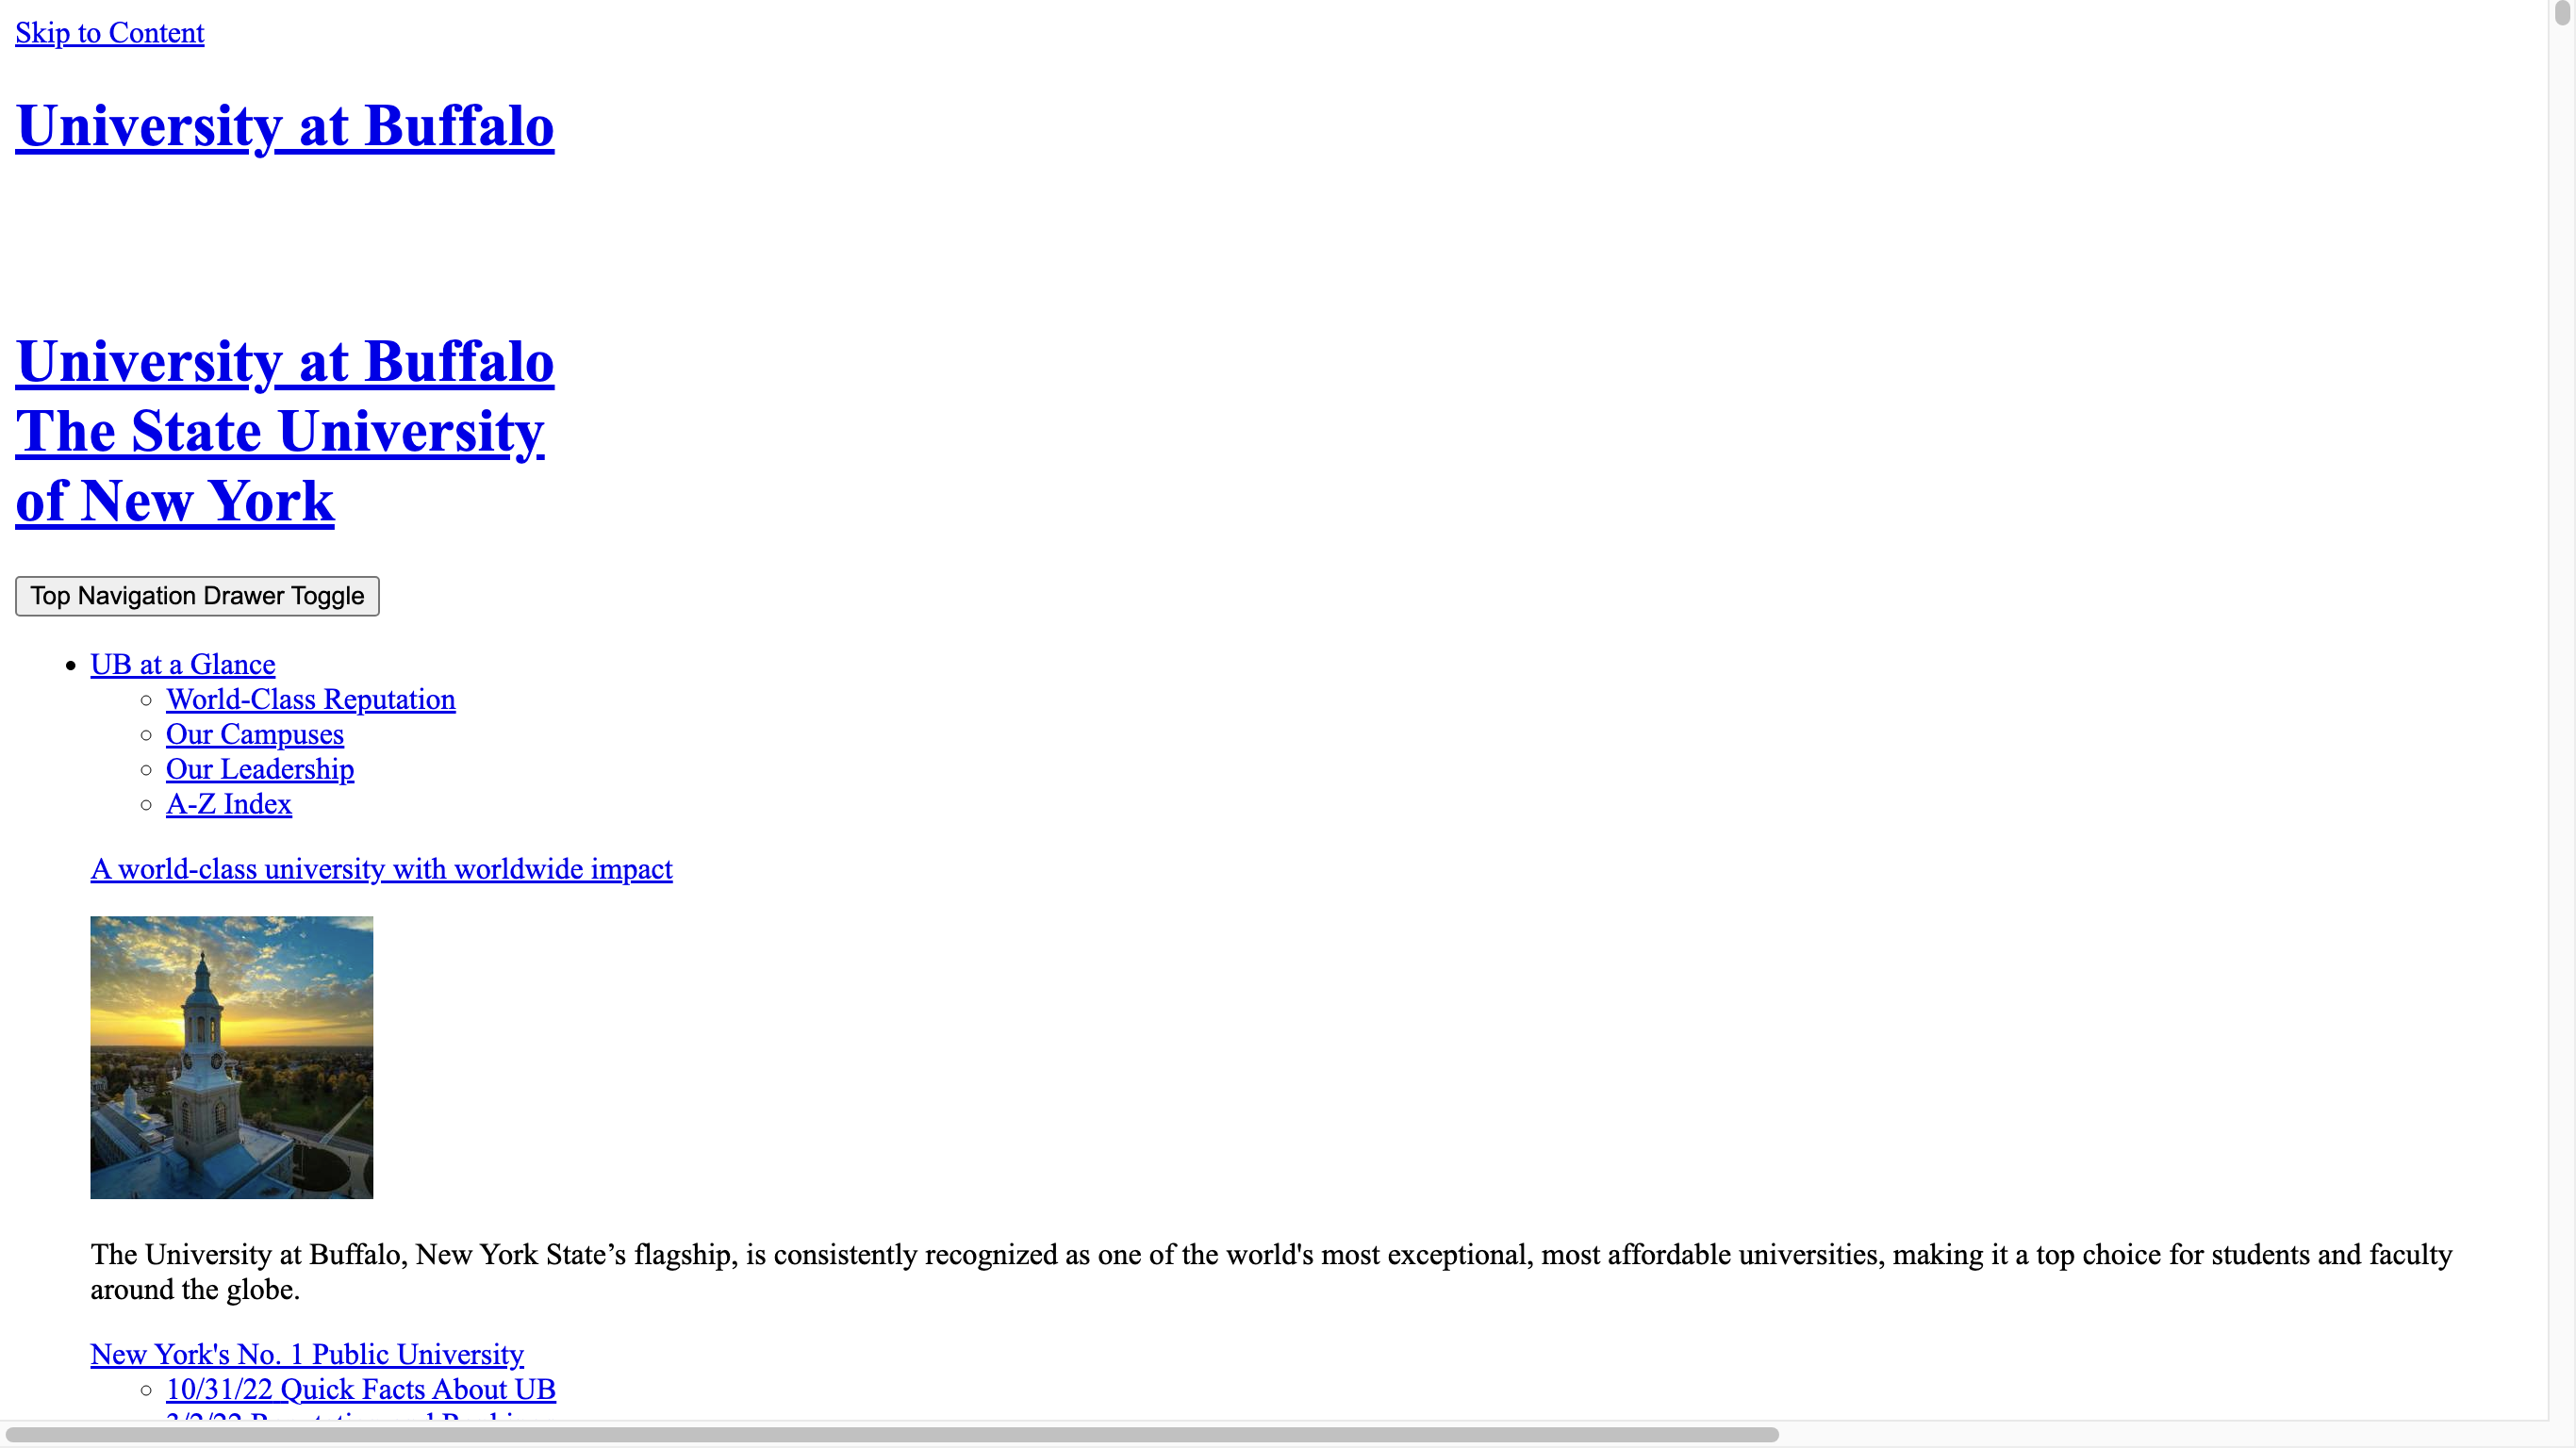 Skip to Content
University at Buffalo
University at Buffalo
The State University
of New York
Top Navigation Drawer Toggle
UB at a Glance
World-Class Reputation
Our Campuses
Our Leadership
A-Z Index
A world-class university with worldwide impact
The University at Buffalo, New York State’s flagship, is consistently recognized as one of the world's most exceptional, most affordable universities, making it a top choice for students and faculty
around the globe.
New York's No. 1 Public University
10/31/22 Quick Facts About UB